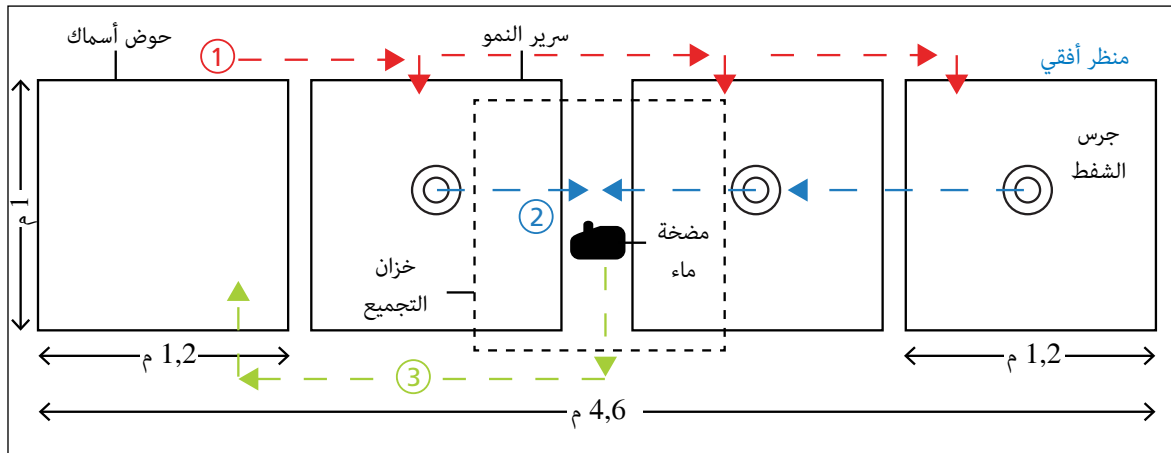 حوض أسماك
1
سرير النمو
منظر أفقي
جرس
الشفط
1 م
2
مضخة
ماء
خزان
التجميع
1,2 م
1,2 م
3
4,6 م